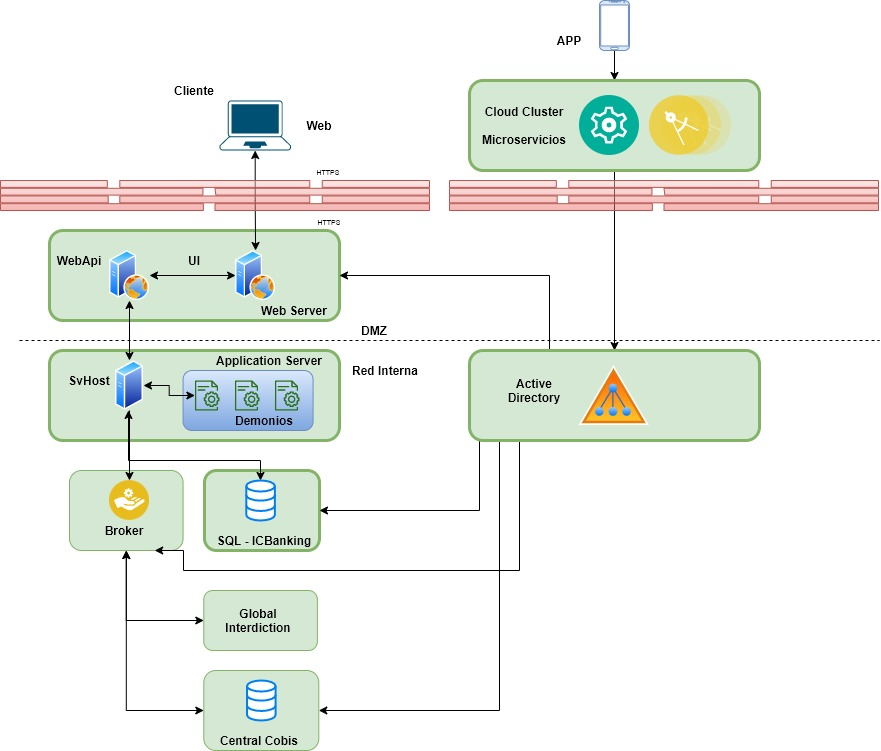 APP
Cliente
Web
Cloud Cluster
Microservicios
HTTPS
HTTPS
WebApi
UI
Web Server
DMZ
Application Server
Red Interna
SvHost
Demonios
Active
Directory
Broker
SQL - ICBanking
Global
Interdiction
Central Cobis